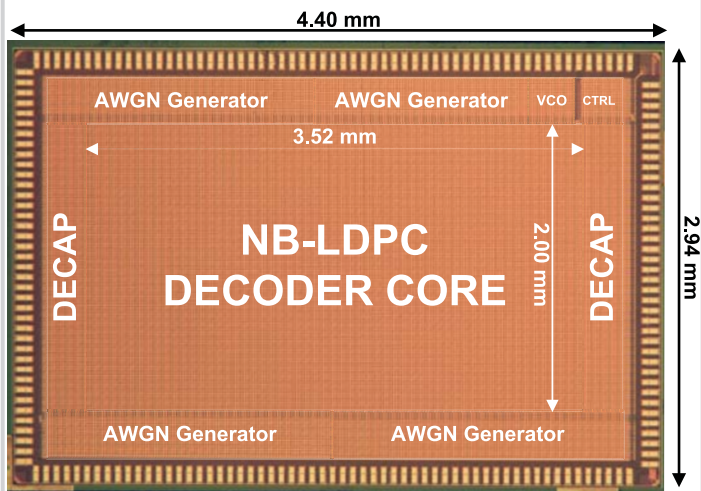 4.40 mm
AWGN Generator AWGN Generator VCO CTRL
3.52 mm
DECAP
NB-LDPC
DECODER CORE
2.00 mm
DECAP
2.94 mm
AWGN Generator AWGN Generator